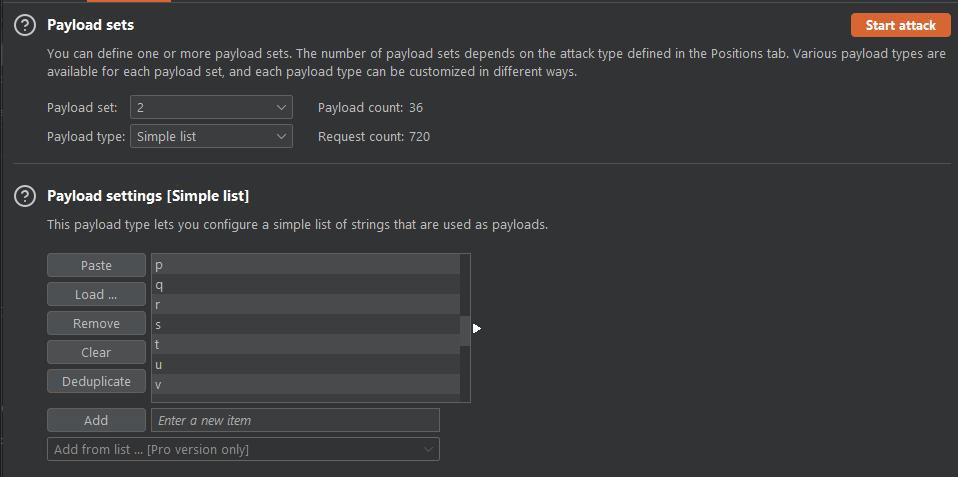 Payload sets
Start attack
You can define one or more payload sets. The number of payload sets depends on the attack type defined in the Positions tab. Various payload types are
available for each payload set, and each payload type can be customized in different ways.
Payload set: 2 Payload count: 36
Payload type: Simple list Request count: 720
Payload settings [Simple list]
This payload type lets you configure a simple list of strings that are used as payloads.
Paste
Load ...
Remove
Clear
Deduplicate
p
q
r
s
t
u
v
Add Enter a new item
Add from list ... [Pro version only]